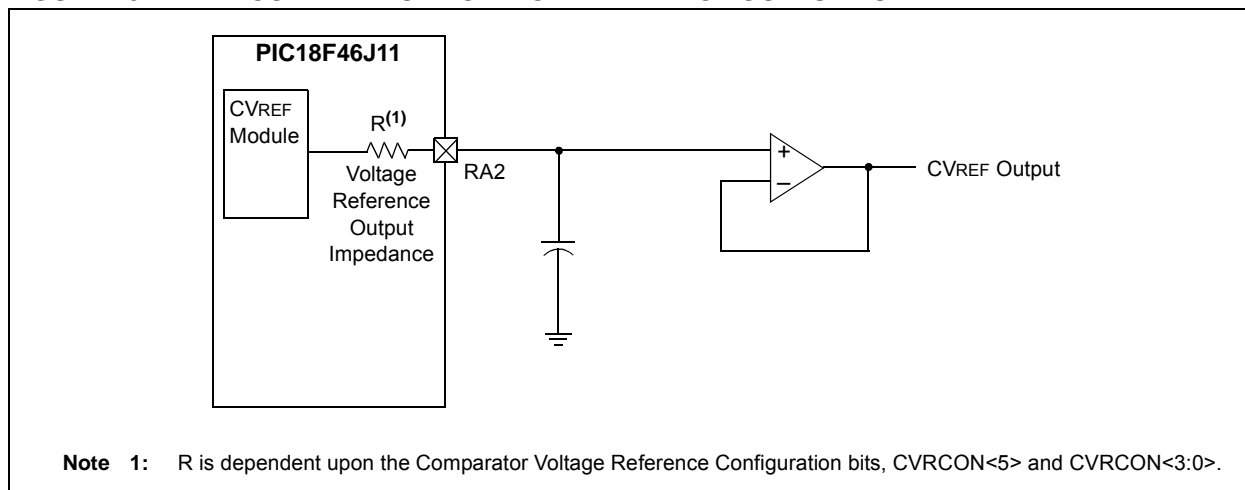 PIC18F46J11
CVREF
Module
R(1)
Voltage
Reference
Output
Impedance
RA2
+
–
CVREF Output
Note 1: R is dependent upon the Comparator Voltage Reference Configuration bits, CVRCON<5> and CVRCON<3:0>.